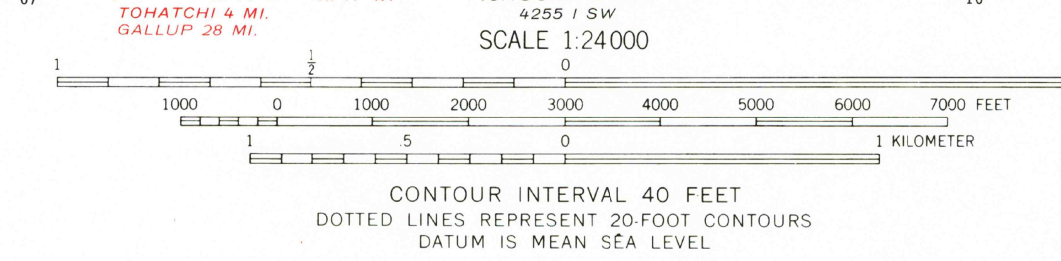 TOHATCHI 4 MI.
GALLUP 28 MI.
4255 I SW
SCALE 1:24000
1 1/2 0
1000 0 1000 2000 3000 4000 5000 6000 7000 FEET
1 .5 0 1 KILOMETER
CONTOUR INTERVAL 40 FEET
DOTTED LINES REPRESENT 20-FOOT CONTOURS
DATUM IS MEAN SEA LEVEL